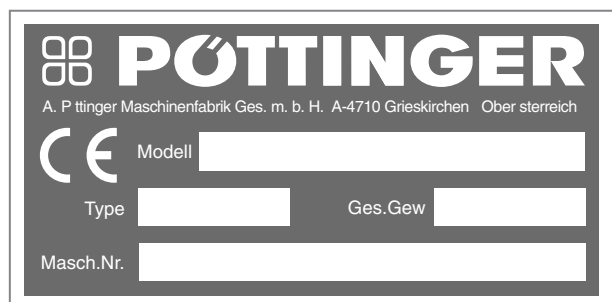 PÖTTINGER
A. P ttinger Maschinenfabrik Ges. m. b. H. A-4710 Grieskirchen Ober sterreich
CE Modell
Type Ges.Gew
Masch.Nr.